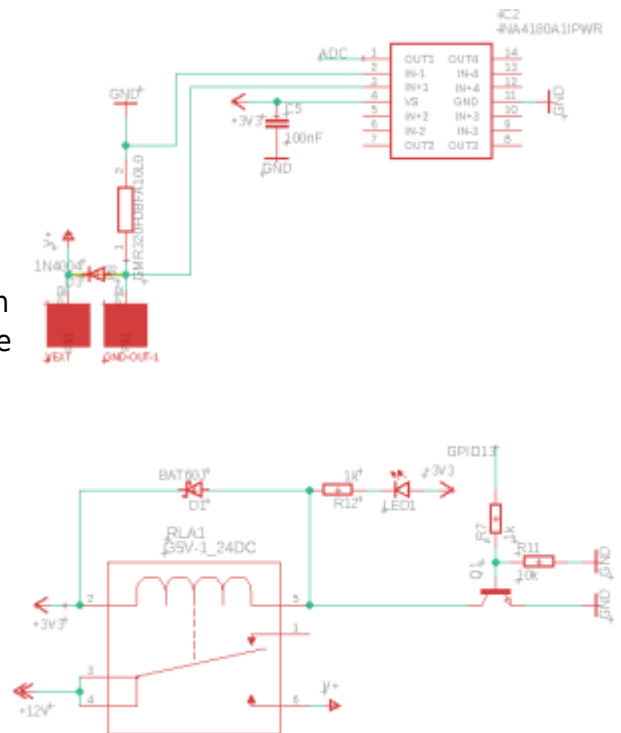 IC2
INA4180A1IPWR
ADC
1 OUT1 OUT4 14
2 IN-1 IN-4 13
3 IN+1 IN+4 12
4 VS GND 11
5 IN+2 IN+3 10
6 IN-2 IN-3 9
7 OUT2 OUT3 8
GND
GND
+3V3
C5
100nF
GND
2
GMR320HJBFA10L0
1
V+
1N4004
D3
n
e
VEXT
GND-OUT-1
GPIO13
BAT60J
D1
1k
R12
LED1
+3V3
R7
1k
R11
10k
GND
Q1
GND
RLA1
G5V-1_24DC
2
5
+3V3
1
3
4
+12V
6
V+